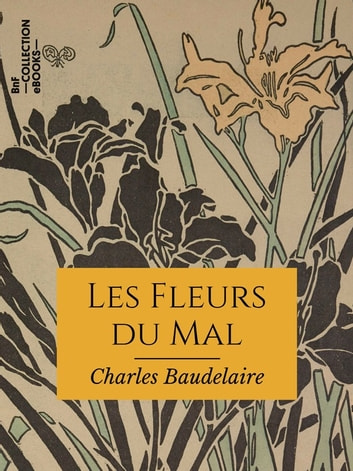 BnF
—COLLECTION
eBOOKS—
LES FLEURS
DU MAL
Charles Baudelaire